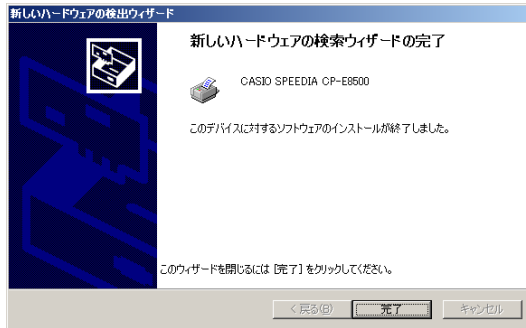 新しいハードウェアの検出ウィザード
新しいハードウェアの検索ウィザードの完了
CASIO SPEEDIA CP-E8500
このデバイスに対するソフトウェアのインストールが終了しました。
このウィザードを閉じるには [完了] をクリックしてください。
< 戻る(B)
完了
キャンセル